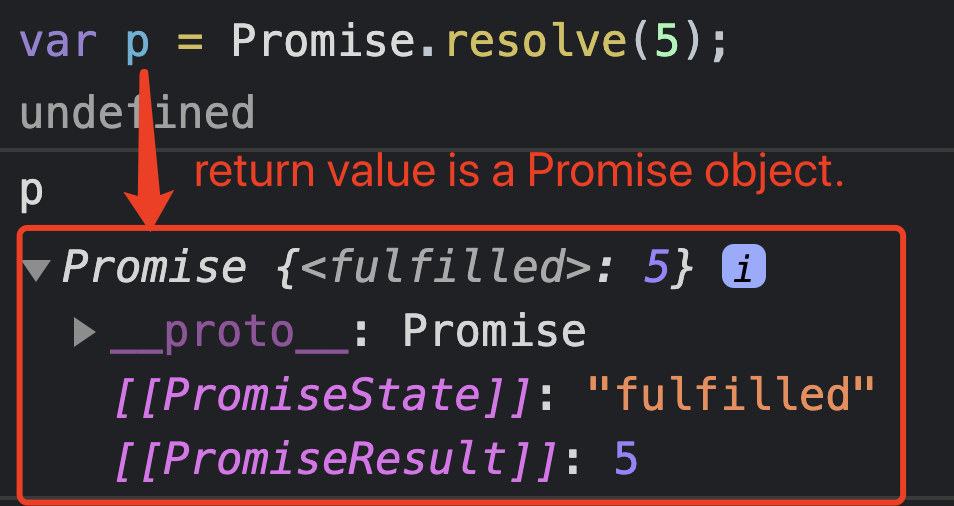 var p = Promise.resolve(5);
undefined
return value is a Promise object.
p
Promise {<fulfilled>: 5} i
__proto__: Promise
[[PromiseState]]: "fulfilled"
[[PromiseResult]]: 5